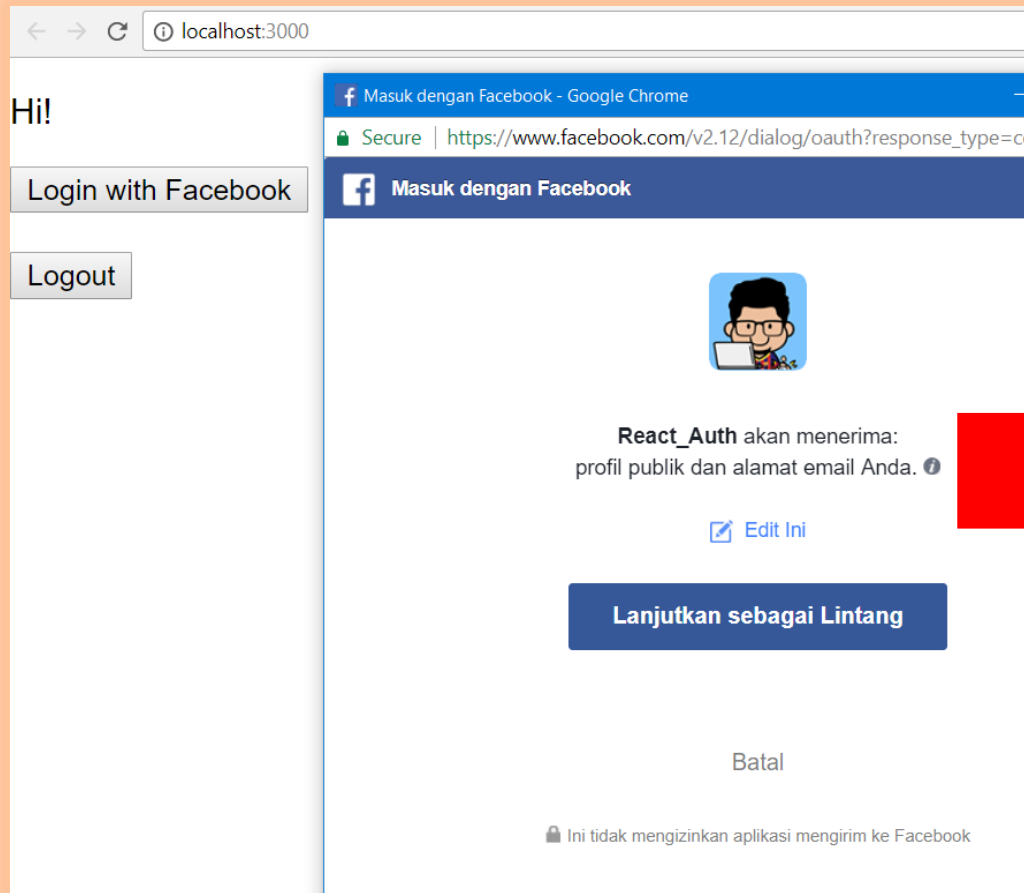 localhost:3000
Hi!
Login with Facebook
Logout
Masuk dengan Facebook - Google Chrome
Secure | https://www.facebook.com/v2.12/dialog/oauth?response_type=
Masuk dengan Facebook
React_Auth akan menerima:
profil publik dan alamat email Anda.
Edit Ini
Lanjutkan sebagai Lintang
Batal
Ini tidak mengizinkan aplikasi mengirim ke Facebook